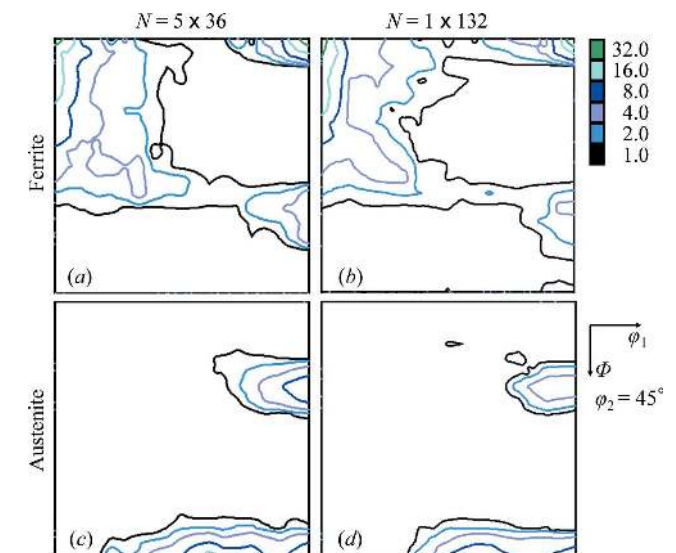 N = 5 x 36
N = 1 x 132
32.0
16.0
8.0
4.0
2.0
1.0
Ferrite
(a)
(b)
φ1
Φ
φ2 = 45°
Austenite
(c)
(d)